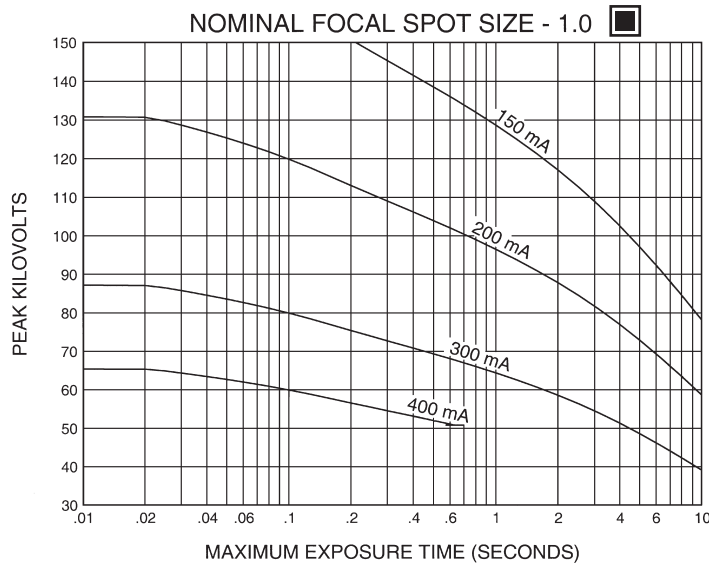 NOMINAL FOCAL SPOT SIZE - 1.0
150
140
130
120
110
100
90
80
70
60
50
40
30
PEAK KILOVOLTS
150 mA
200 mA
300 mA
400 mA
.01 .02 .04 .06 .1 .2 .4 .6 1 2 4 6 10
MAXIMUM EXPOSURE TIME (SECONDS)